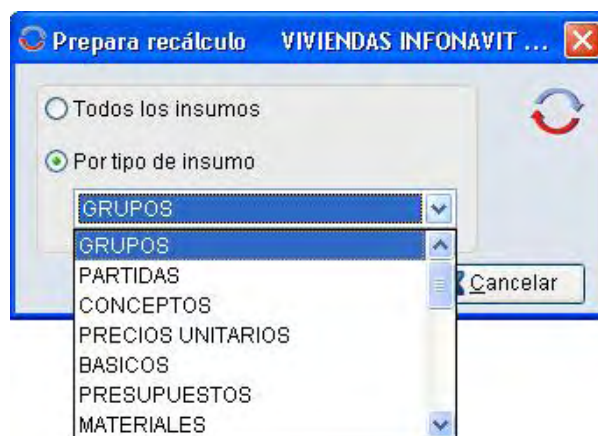 Prepara recálculo VIVIENDAS INFONAVIT ...
Todos los insumos
Por tipo de insumo
GRUPOS
GRUPOS
PARTIDAS
CONCEPTOS
PRECIOS UNITARIOS
BASICOS
PRESUPUESTOS
MATERIALES
Cancelar